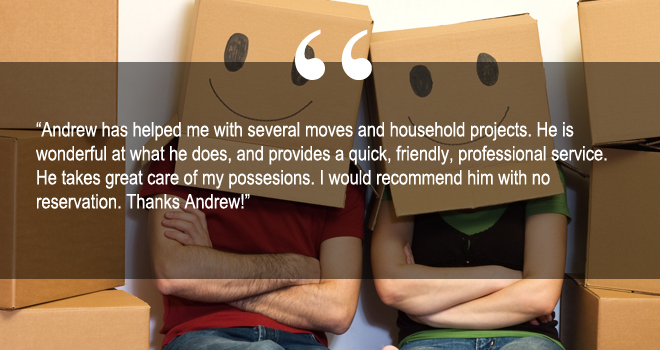 “Andrew has helped me with several moves and household projects. He is
wonderful at what he does, and provides a quick, friendly, professional service.
He takes great care of my possesions. I would recommend him with no
reservation. Thanks Andrew!”